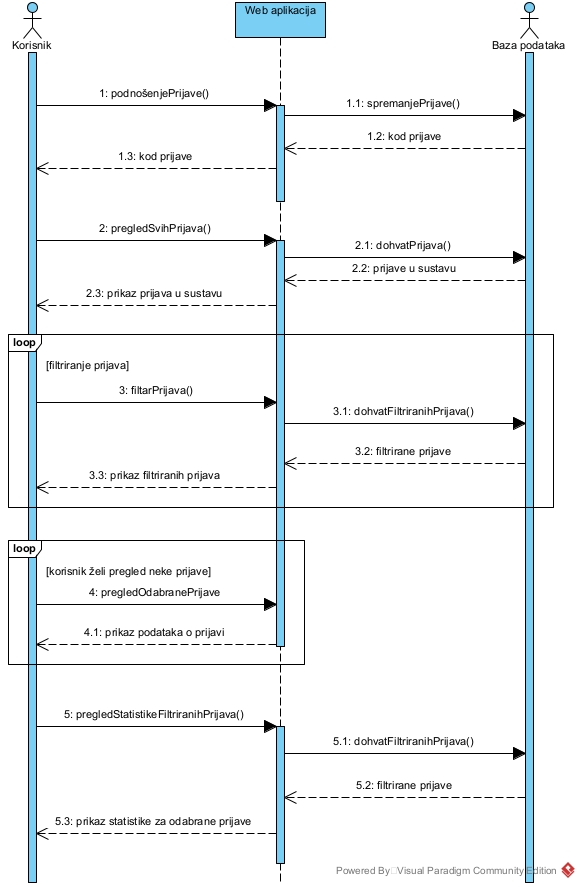 Web aplikacija
Korisnik
Baza podataka
1: podnošenjePrijave()
1.1: spremanjePrijave()
1.2: kod prijave
1.3: kod prijave
2: pregledSvihPrijava()
2.1: dohvatPrijava()
2.2: prijave u sustavu
2.3: prikaz prijava u sustavu
loop
[filtriranje prijava]
3: filtarPrijava()
3.1: dohvatFiltriranihPrijava()
3.2: filtrirane prijave
3.3: prikaz filtriranih prijava
loop
[korisnik želi pregled neke prijave]
4: pregledOdabranePrijave
4.1: prikaz podataka o prijavi
5: pregledStatistikeFiltriranihPrijava()
5.1: dohvatFiltriranihPrijava()
5.2: filtrirane prijave
5.3: prikaz statistike za odabrane prijave
Powered By Visual Paradigm Community Edition